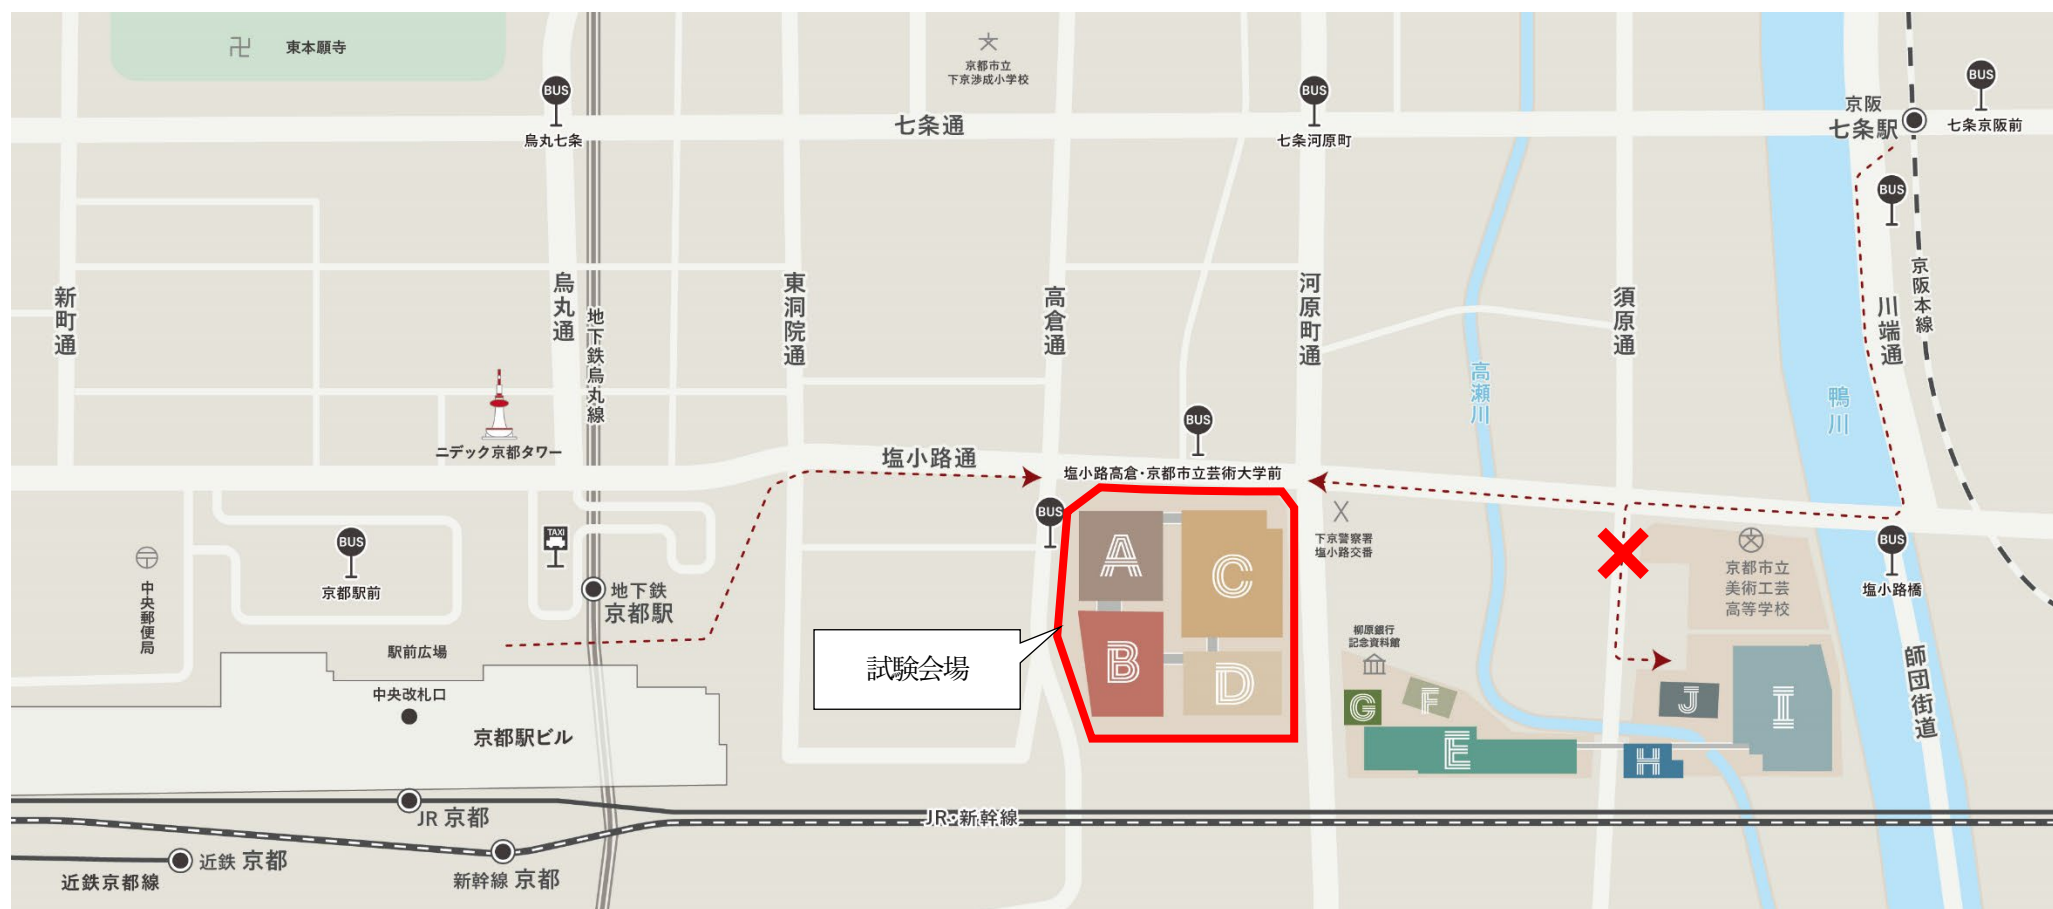 東本願寺
京都市立
下京渉成小学校
BUS
烏丸七条
七条通
BUS
七条河原町
京阪
七条駅
BUS
七条京阪前
BUS
新町通
烏丸通
地下鉄烏丸線
東洞院通
高倉通
河原町通
須原通
川端通
京阪本線
高瀬川
鴨川
ニデック京都タワー
塩小路通
BUS
塩小路高倉・京都市立芸術大学前
BUS
京都駅前
TAXI
地下鉄
京都駅
中央郵便局
駅前広場
中央改札口
京都駅ビル
BUS
A
B
C
D
試験会場
下京警察署
塩小路交番
京都市立
美術工芸
高等学校
BUS
塩小路橋
柳原銀行
記念資料館
G
F
E
H
J
I
師団街道
JR 京都
JR・新幹線
近鉄 京都
近鉄京都線
新幹線 京都